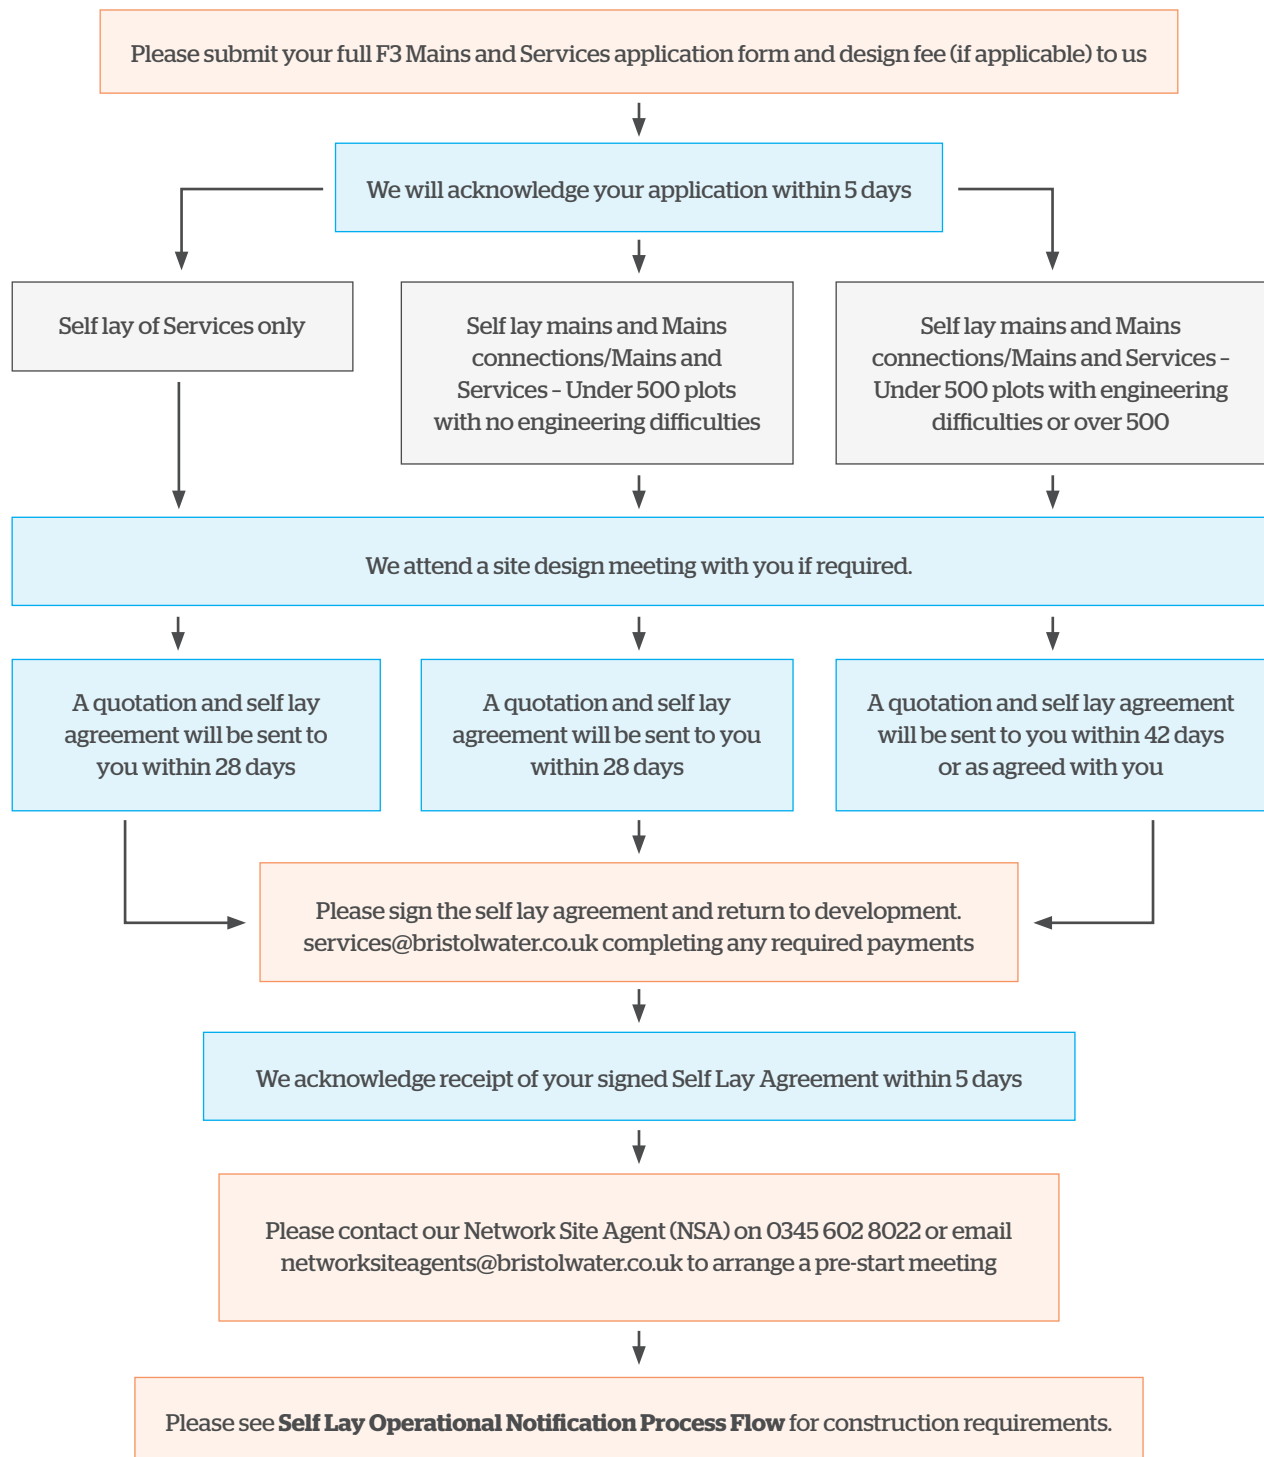 Please submit your full F3 Mains and Services application form and design fee (if applicable) to us
We will acknowledge your application within 5 days
Self lay of Services only
Self lay mains and Mains
connections/Mains and
Services – Under 500 plots
with no engineering difficulties
Self lay mains and Mains
connections/Mains and Services –
Under 500 plots with engineering
difficulties or over 500
We attend a site design meeting with you if required.
A quotation and self lay
agreement will be sent to
you within 28 days
A quotation and self lay
agreement will be sent to you
within 28 days
A quotation and self lay agreement
will be sent to you within 42 days
or as agreed with you
Please sign the self lay agreement and return to development.
services@bristolwater.co.uk completing any required payments
We acknowledge receipt of your signed Self Lay Agreement within 5 days
Please contact our Network Site Agent (NSA) on 0345 602 8022 or email
networksiteagents@bristolwater.co.uk to arrange a pre-start meeting
Please see Self Lay Operational Notification Process Flow for construction requirements.